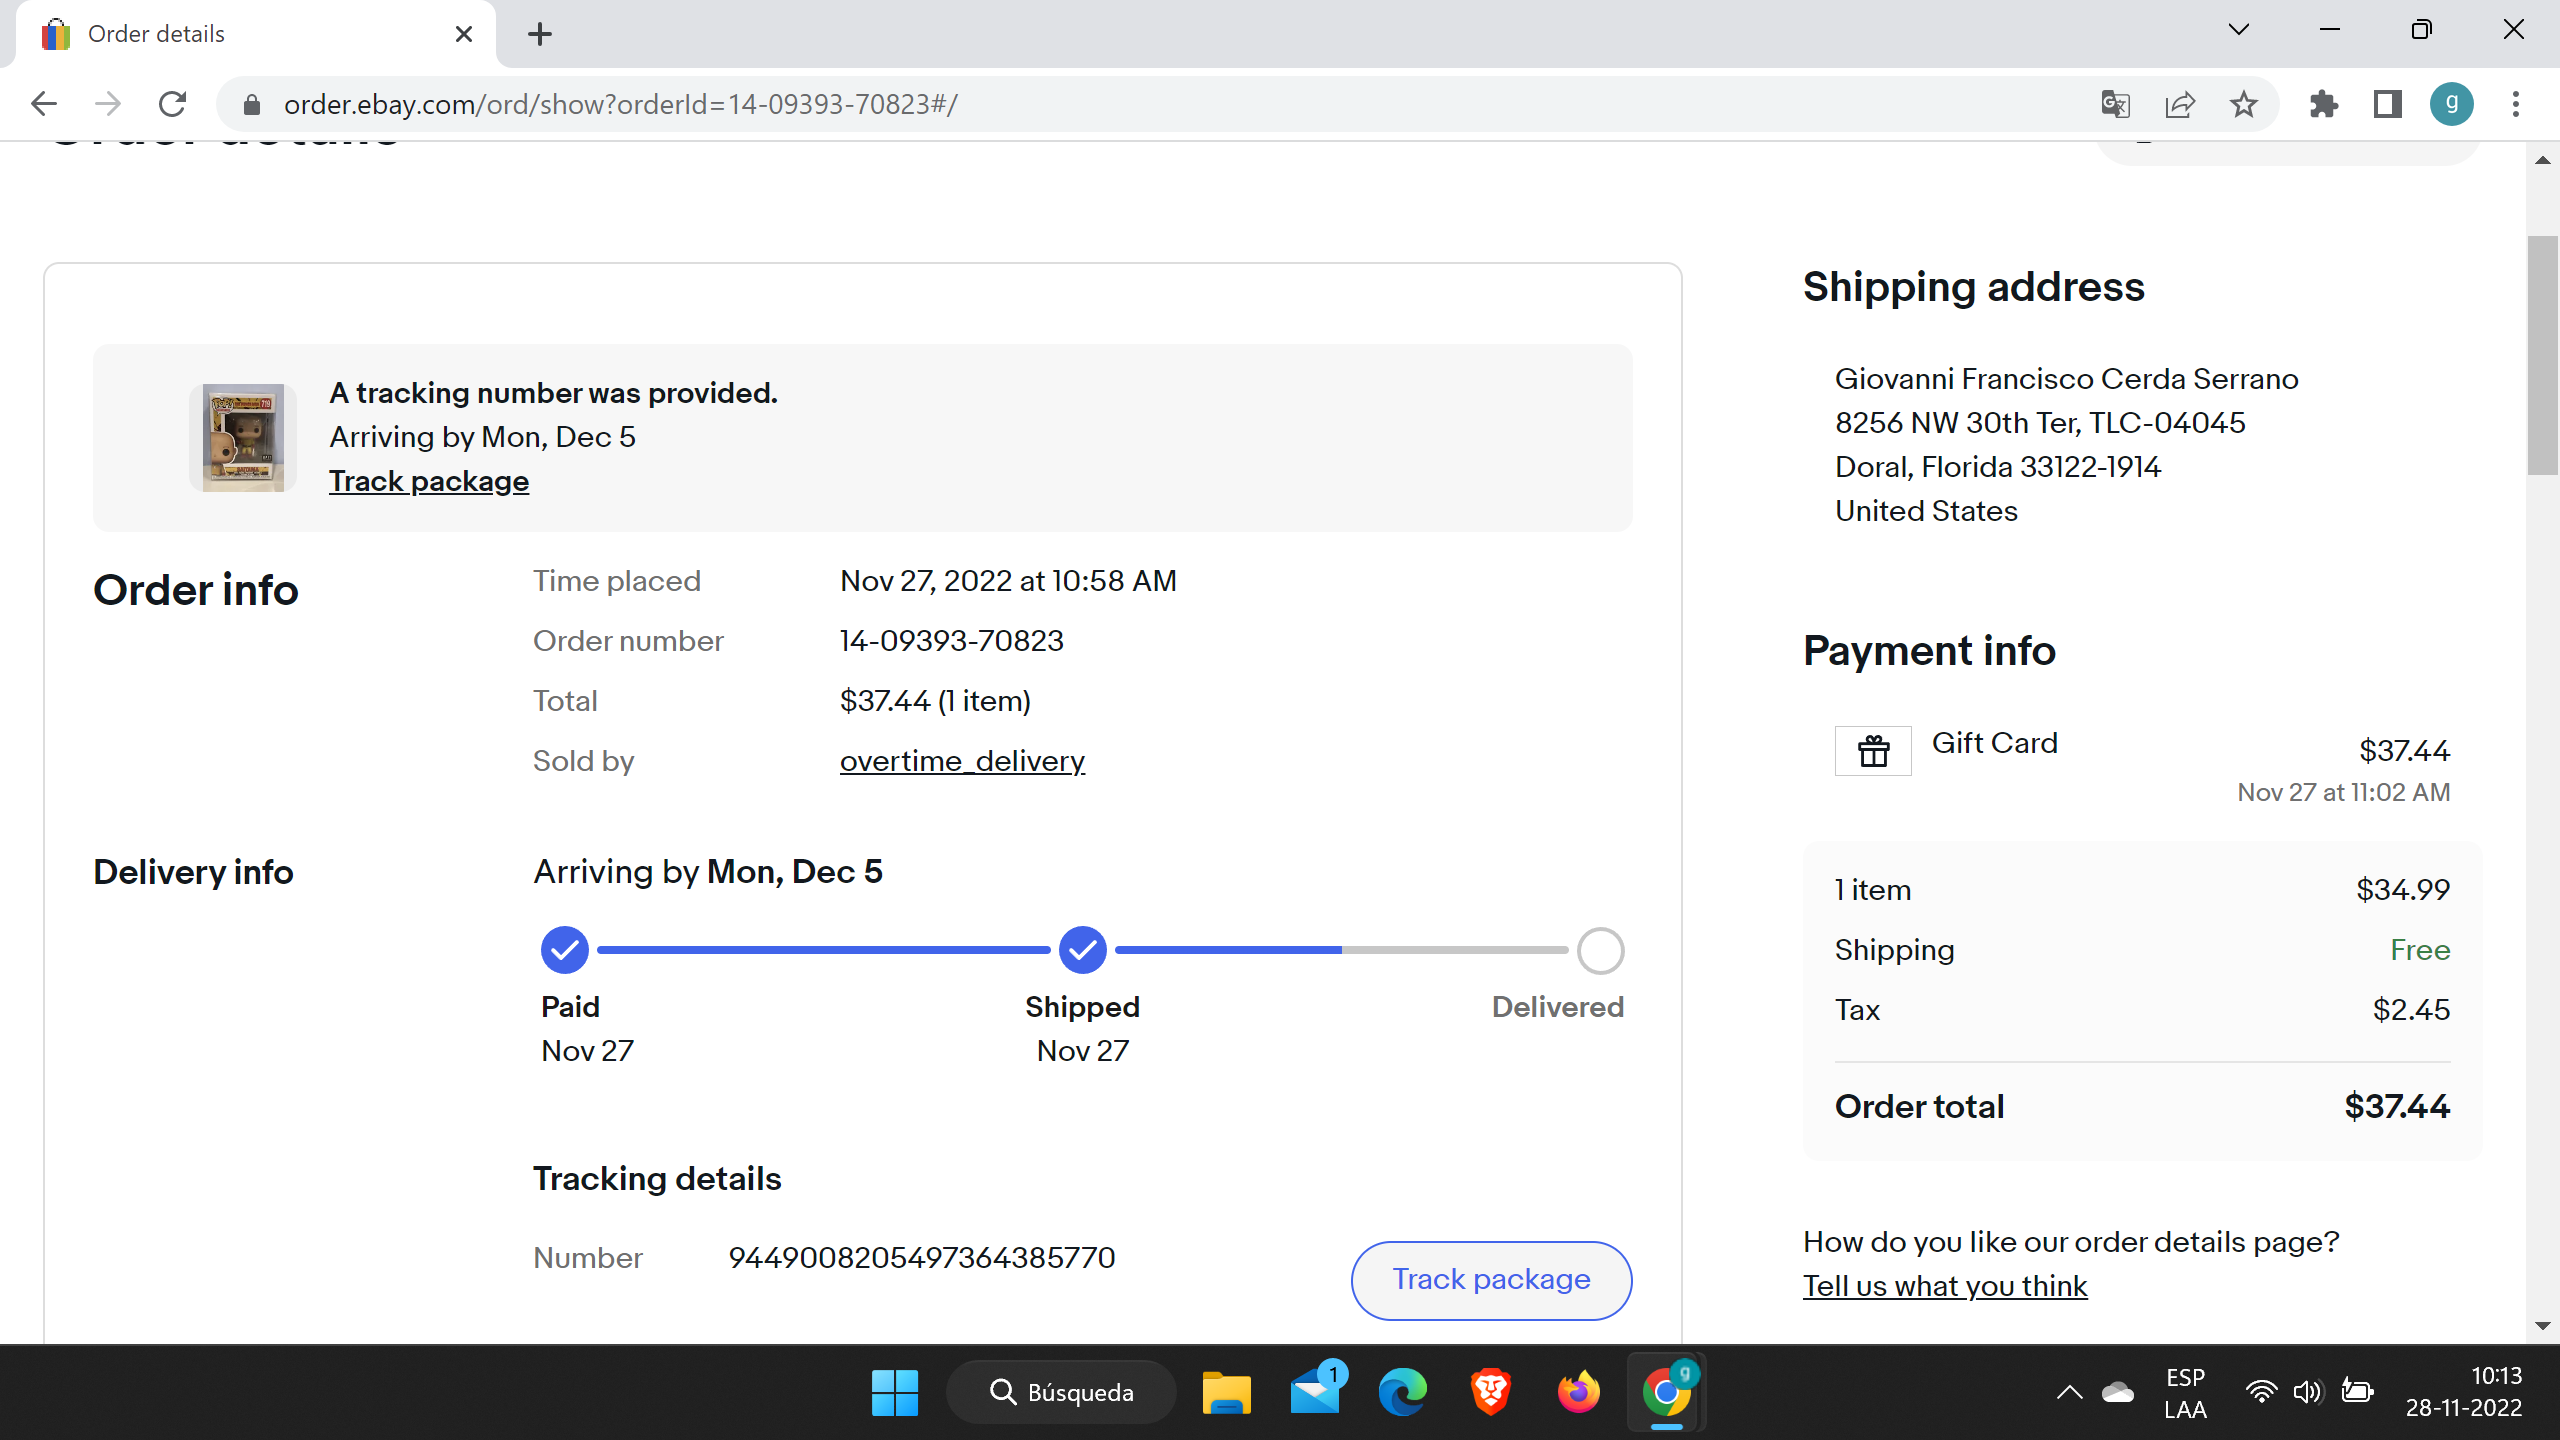 Order details
order.ebay.com/ord/show?orderId=14-09393-70823#/
g
Order details
A tracking number was provided.
Arriving by Mon, Dec 5
Track package
Order info
Time placed
Nov 27, 2022 at 10:58 AM
Order number
14-09393-70823
Total
$37.44 (1 item)
Sold by
overtime_delivery
Delivery info
Arriving by Mon, Dec 5
Paid
Nov 27
Shipped
Nov 27
Delivered
Tracking details
Number
9449008205497364385770
Track package
Shipping address
Giovanni Francisco Cerda Serrano
8256 NW 30th Ter, TLC-04045
Doral, Florida 33122-1914
United States
Payment info
Gift Card
$37.44
Nov 27 at 11:02 AM
1 item
$34.99
Shipping
Free
Tax
$2.45
Order total
$37.44
How do you like our order details page?
Tell us what you think
Búsqueda
1
g
ESP
LAA
10:13
28-11-2022